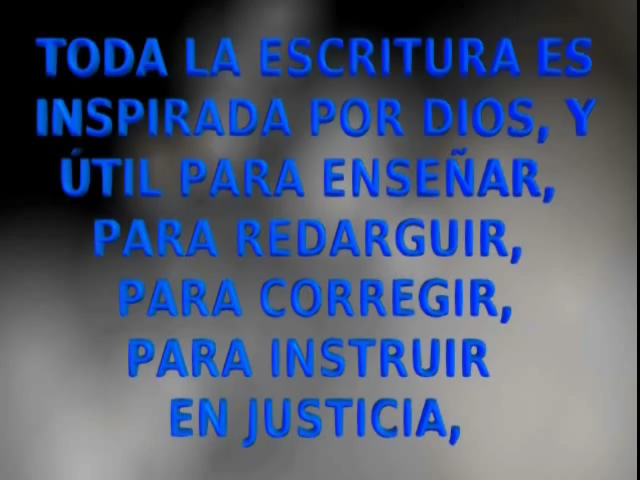 TODA LA ESCRITURA ES
INSPIRADA POR DIOS, Y
ÚTIL PARA ENSEÑAR,
PARA REDARGUIR,
PARA CORREGIR,
PARA INSTRUIR
EN JUSTICIA,